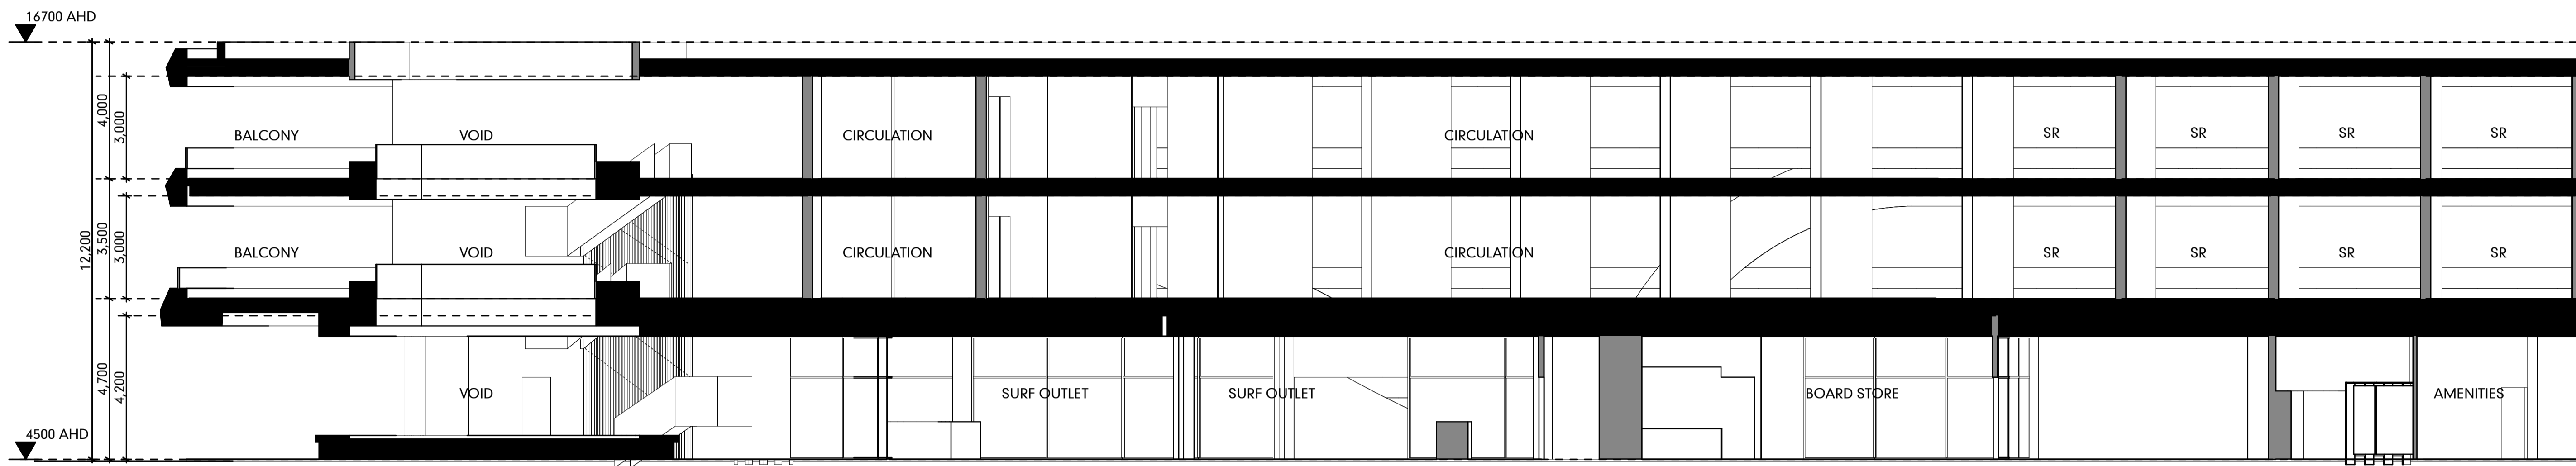 16700 AHD
4,000
3,000
BALCONY
VOID
CIRCULATION
CIRCULATION
SR
SR
SR
SR
12,200
3,500
3,000
BALCONY
VOID
CIRCULATION
CIRCULATION
SR
SR
SR
SR
4,700
4,200
VOID
SURF OUTLET
SURF OUTLET
BOARD STORE
AMENITIES
4500 AHD